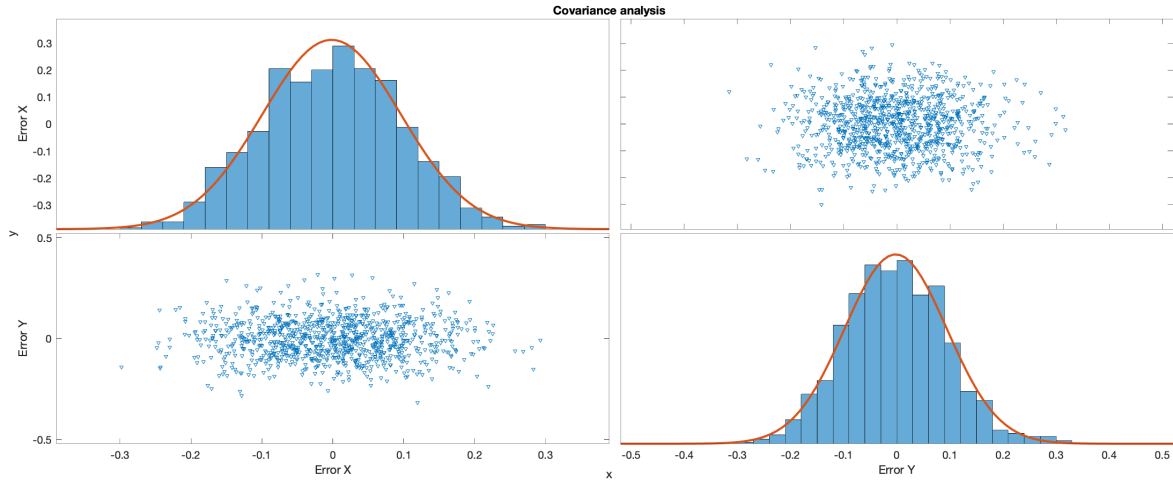 Covariance analysis
0.3
0.2
0.1
0
-0.1
-0.2
-0.3
Error X
y
0.5
0
-0.5
Error Y
-0.3 -0.2 -0.1 0 0.1 0.2 0.3
Error X
x
-0.5 -0.4 -0.3 -0.2 -0.1 0 0.1 0.2 0.3 0.4 0.5
Error Y